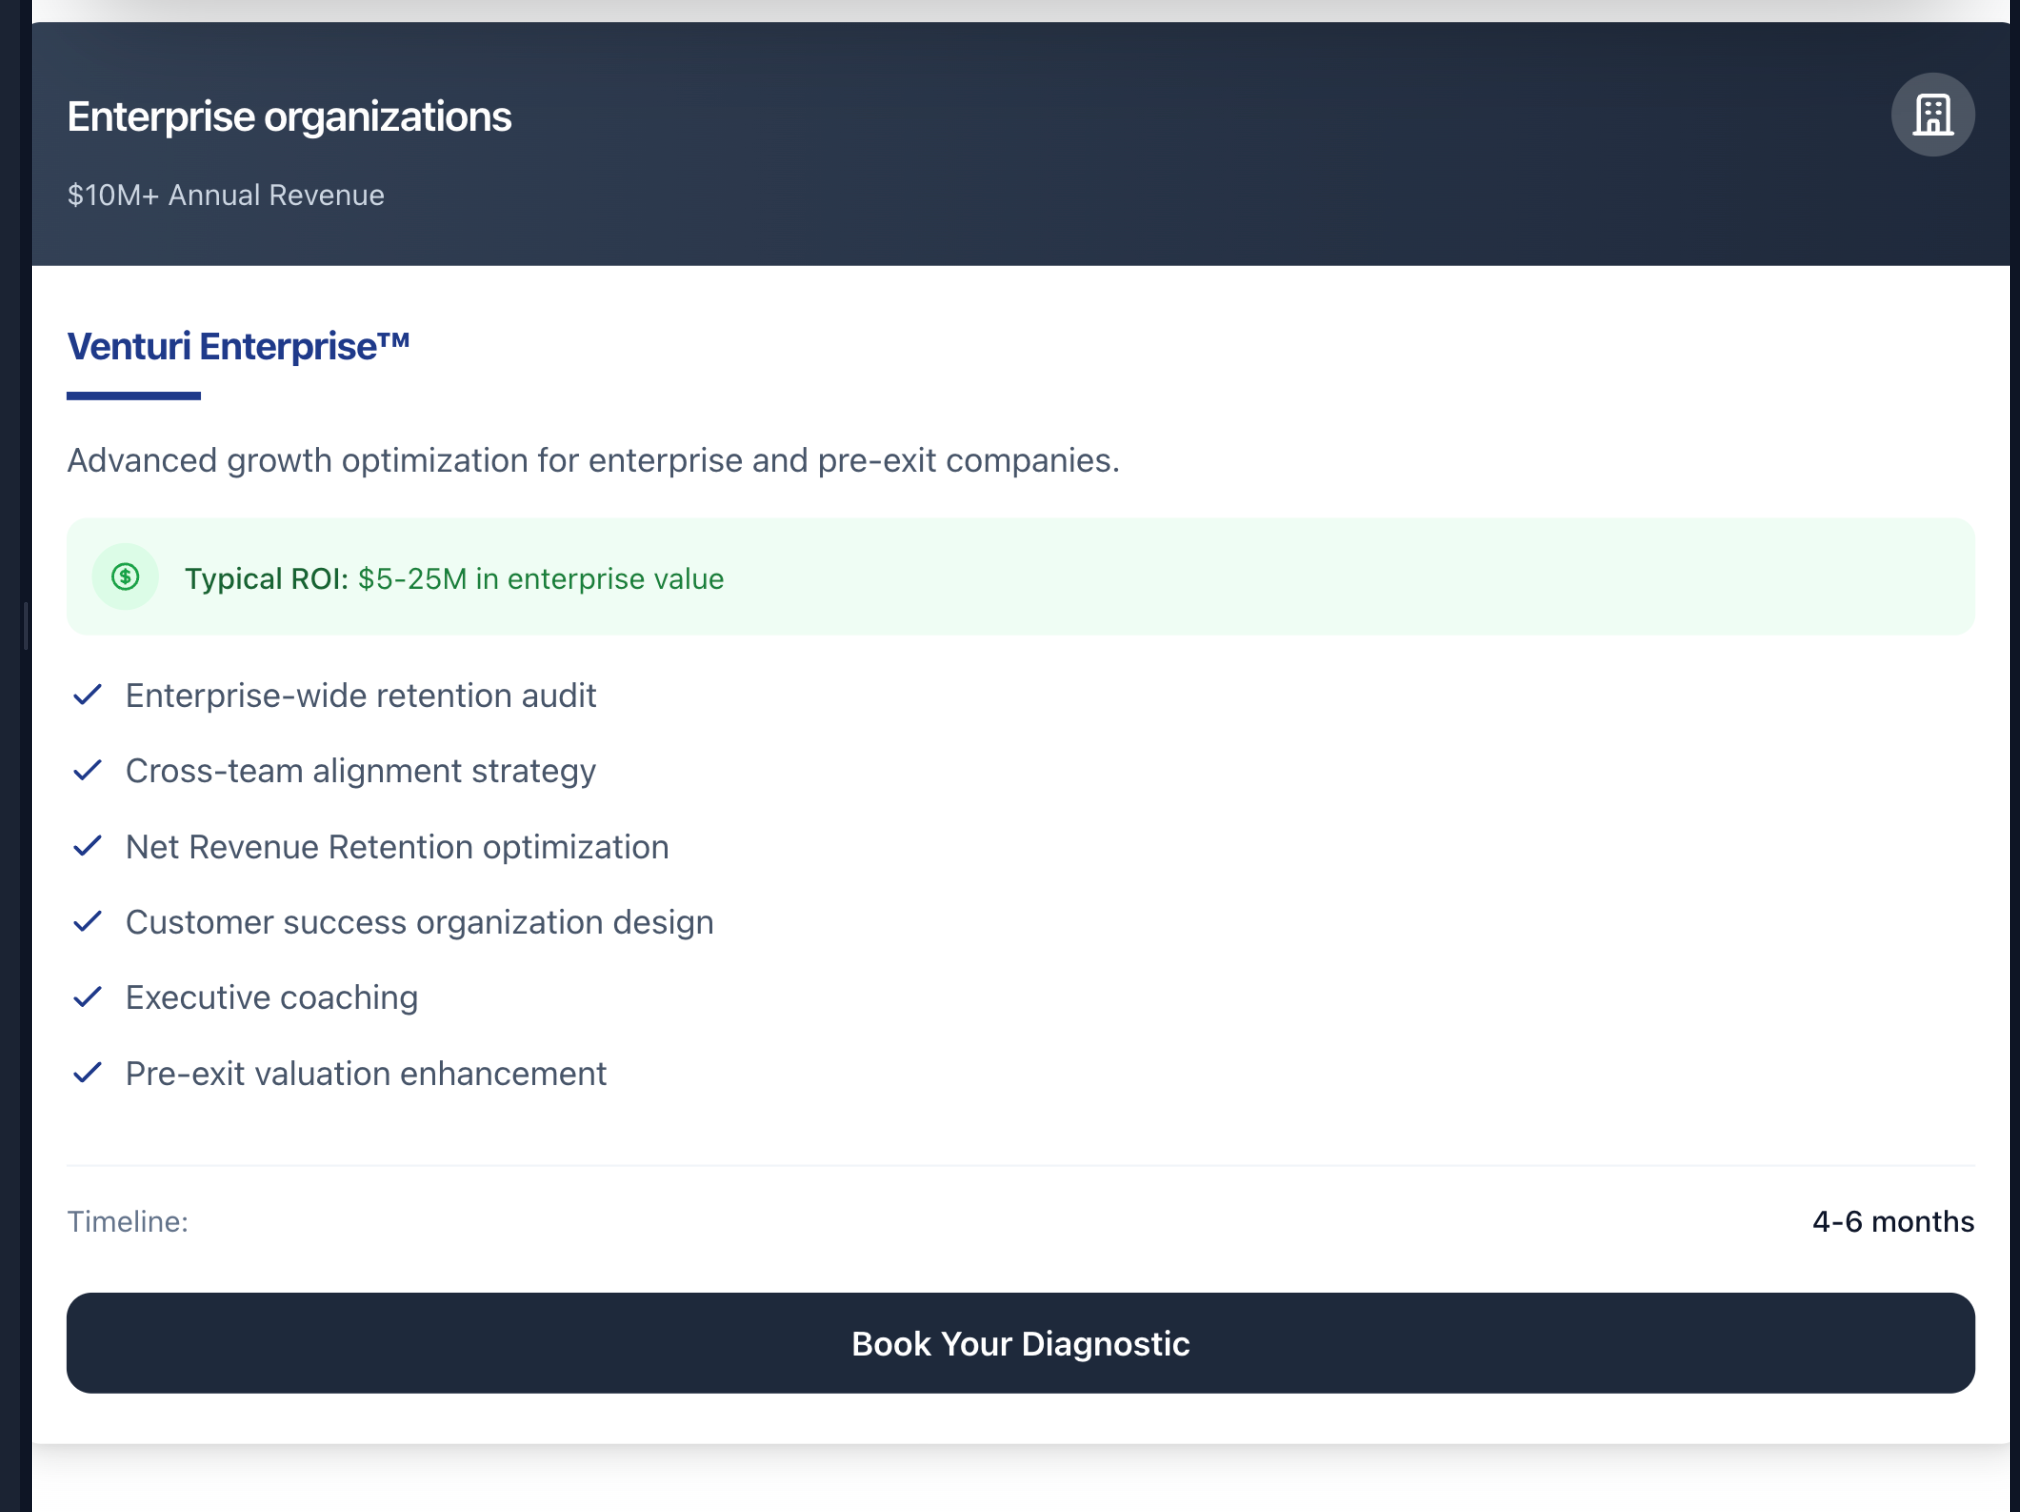 Enterprise organizations
$10M+ Annual Revenue
Venturi Enterprise™
Advanced growth optimization for enterprise and pre-exit companies.
Typical ROI: $5-25M in enterprise value
Enterprise-wide retention audit
Cross-team alignment strategy
Net Revenue Retention optimization
Customer success organization design
Executive coaching
Pre-exit valuation enhancement
Timeline: 4-6 months
Book Your Diagnostic